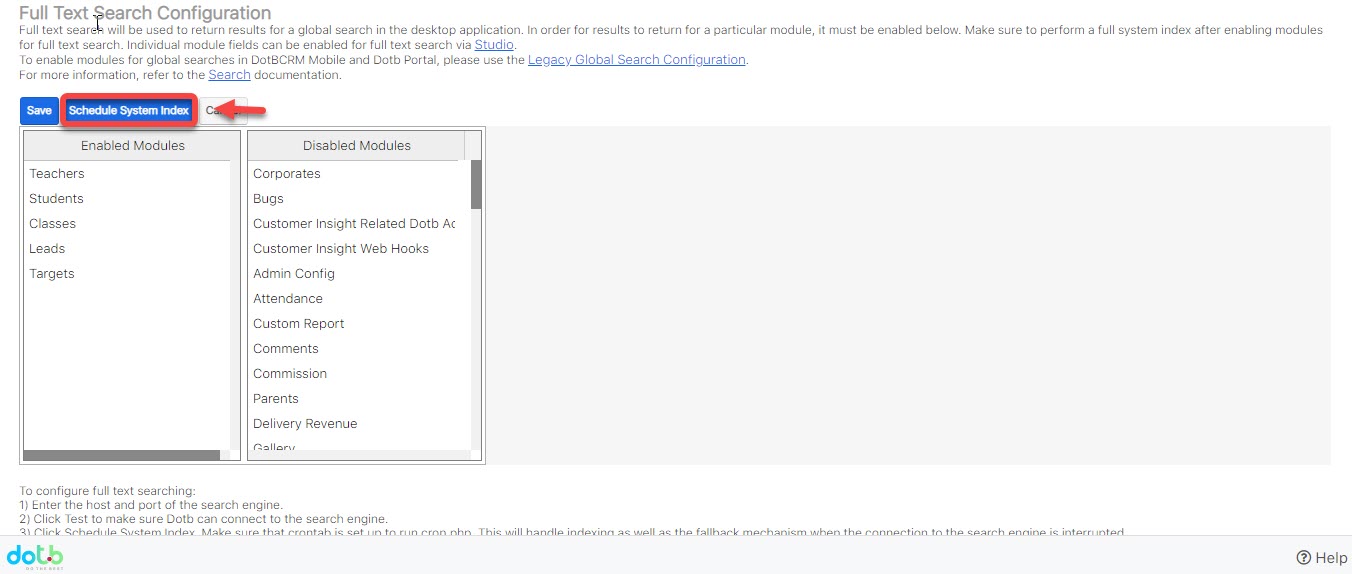 Full Text Search Configuration
Full text search will be used to return results for a global search in the desktop application. In order for results to return for a particular module, it must be enabled below. Make sure to perform a full system index after enabling modules
for full text search. Individual module fields can be enabled for full text search via Studio.
To enable modules for global searches in DotBCRM Mobile and Dotb Portal, please use the Legacy Global Search Configuration.
For more information, refer to the Search documentation.
Save Schedule System Index
Enabled Modules Disabled Modules
Teachers Corporates
Students Bugs
Classes Customer Insight Related Dotb Ac
Leads Customer Insight Web Hooks
Targets Admin Config
Attendance
Custom Report
Comments
Commission
Parents
Delivery Revenue
Gallery
To configure full text searching:
1) Enter the host and port of the search engine.
2) Click Test to make sure Dotb can connect to the search engine.
3) Click Schedule System Index. Make sure that crontab is set up to run cron.php. This will handle indexing as well as the fallback mechanism when the connection to the search engine is interrupted.
dotb
Help